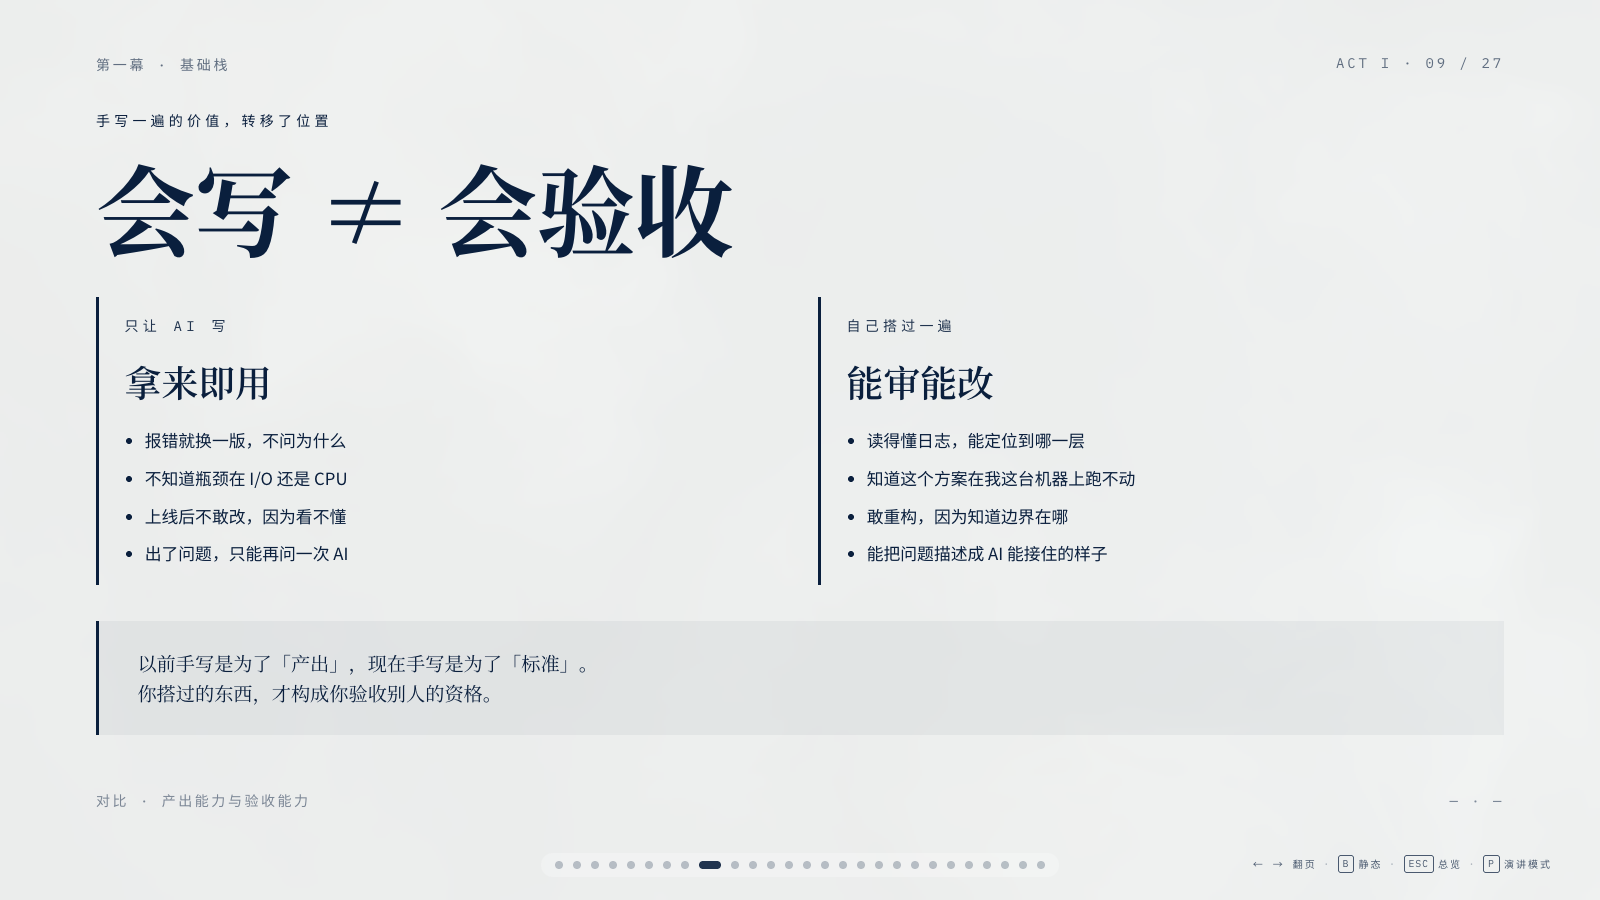 第一幕 · 基础栈
ACT I · 09 / 27
手写一遍的价值，转移了位置
会写 ≠ 会验收
只让 AI 写
拿来即用
• 报错就换一版，不问为什么
• 不知道瓶颈在 I/O 还是 CPU
• 上线后不敢改，因为看不懂
• 出了问题，只能再问一次 AI
自己搭过一遍
能审能改
• 读得懂日志，能定位到哪一层
• 知道这个方案在我这台机器上跑不动
• 敢重构，因为知道边界在哪
• 能把问题描述成 AI 能接住的样子
以前手写是为了「产出」，现在手写是为了「标准」。
你搭过的东西，才构成你验收别人的资格。
对比 · 产出能力与验收能力
— · —
← → 翻页 · B 静态 · ESC 总览 · P 演讲模式